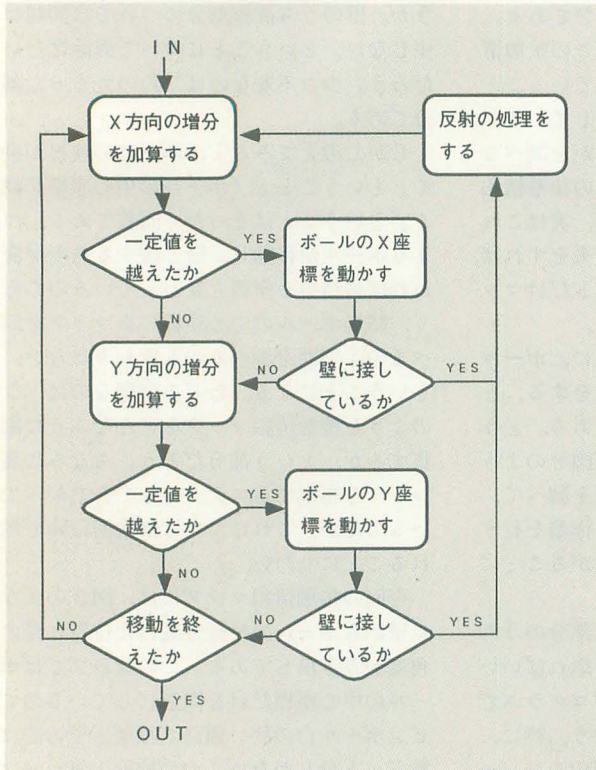 IN
X方向の増分
を加算する
反射の処理を
する
一定値を
越えたか
YES
ボールのX座
標を動かす
NO
Y方向の増分
を加算する
NO
壁に接し
ているか
YES
一定値を
越えたか
YES
ボールのY座
標を動かす
NO
NO
移動を終
えたか
NO
壁に接し
ているか
YES
YES
OUT